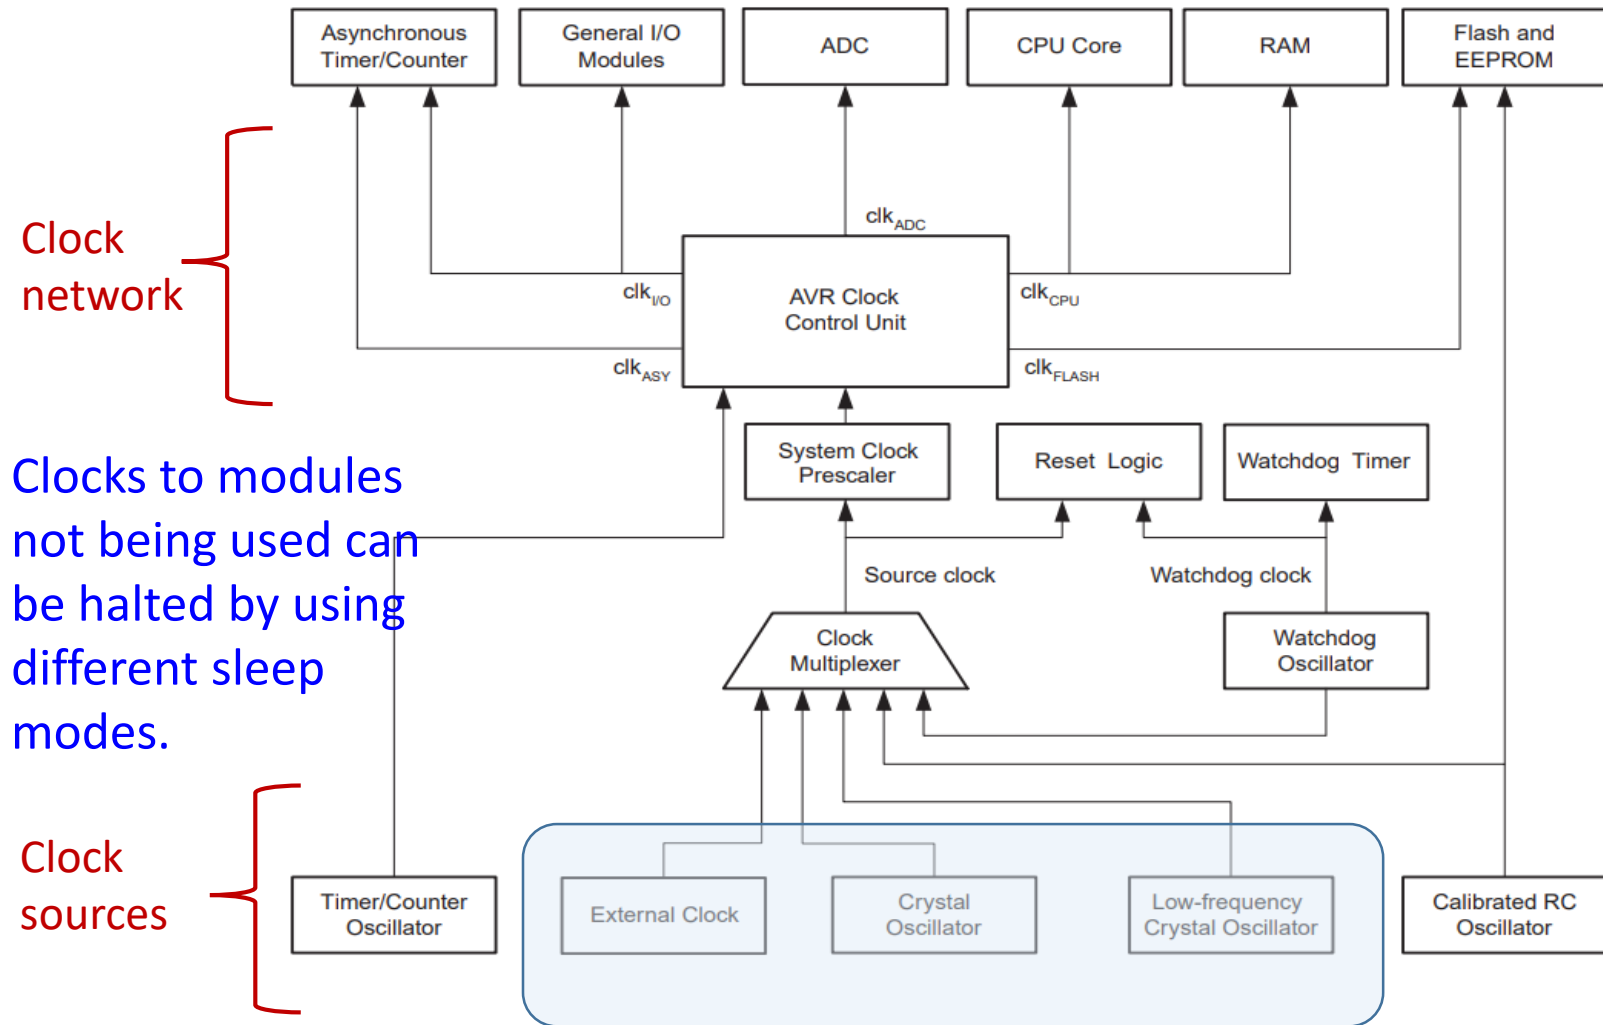 Asynchronous
Timer/Counter
General I/O
Modules
ADC
CPU Core
RAM
Flash and
EEPROM
Clock
network
clkADC
clkI/O
clkCPU
AVR Clock
Control Unit
clkASY
clkFLASH
Clocks to modules
not being used can
be halted by using
different sleep
modes.
System Clock
Prescaler
Reset Logic
Watchdog Timer
Source clock
Watchdog clock
Clock
Multiplexer
Watchdog
Oscillator
Clock
sources
Timer/Counter
Oscillator
External Clock
Crystal
Oscillator
Low-frequency
Crystal Oscillator
Calibrated RC
Oscillator